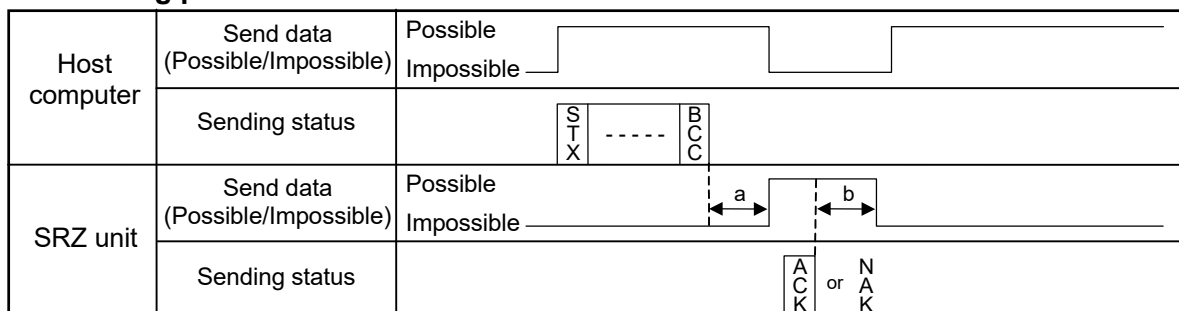 Host
computer
Send data
(Possible/Impossible)
Possible
Impossible
Sending status
STX
- - - - -
BCC
SRZ unit
Send data
(Possible/Impossible)
Possible
Impossible
a
b
Sending status
ACK
or
NAK